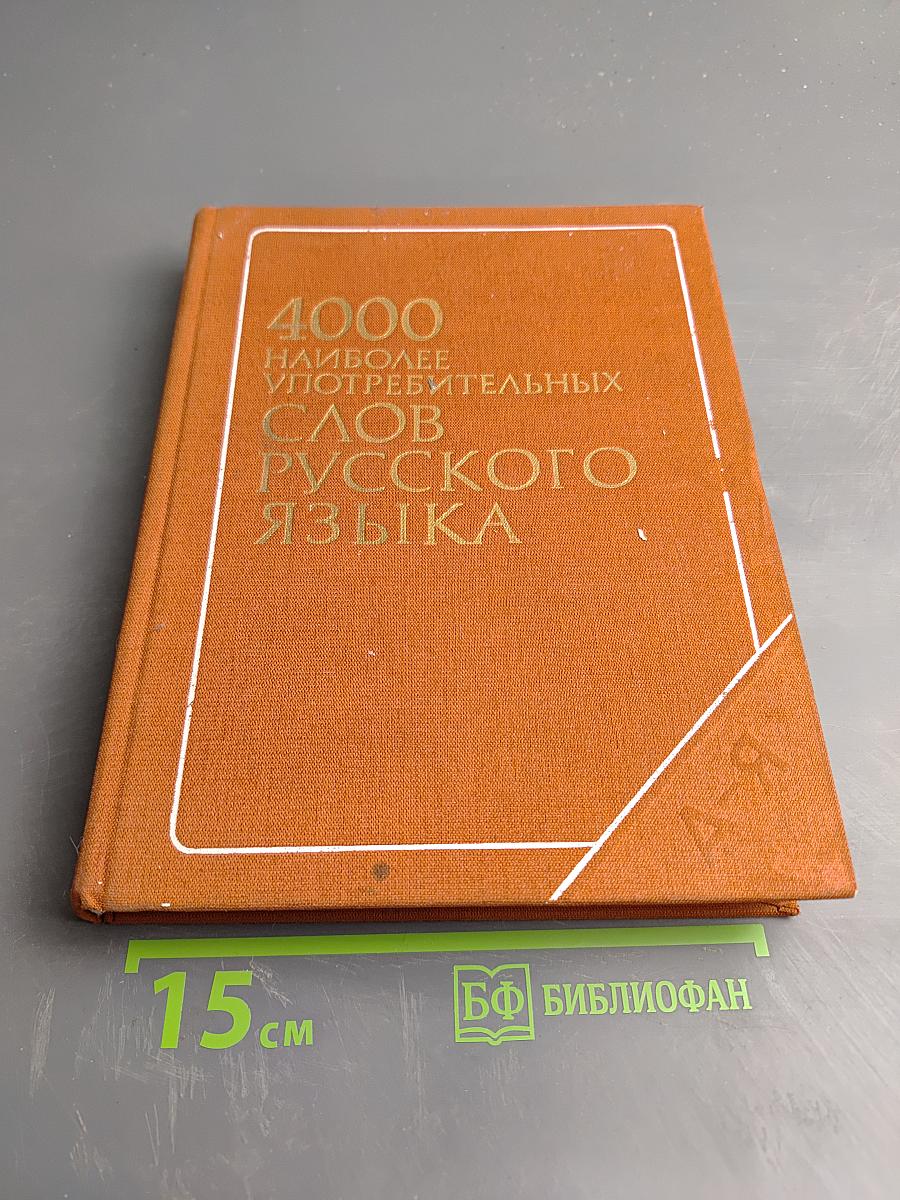 4000
НАИБОЛЕЕ
УПОТРЕБИТЕЛЬНЫХ
СЛОВ
РУССКОГО
ЯЗЫКА
А-Я
15 см
БФ БИБЛИОФАН